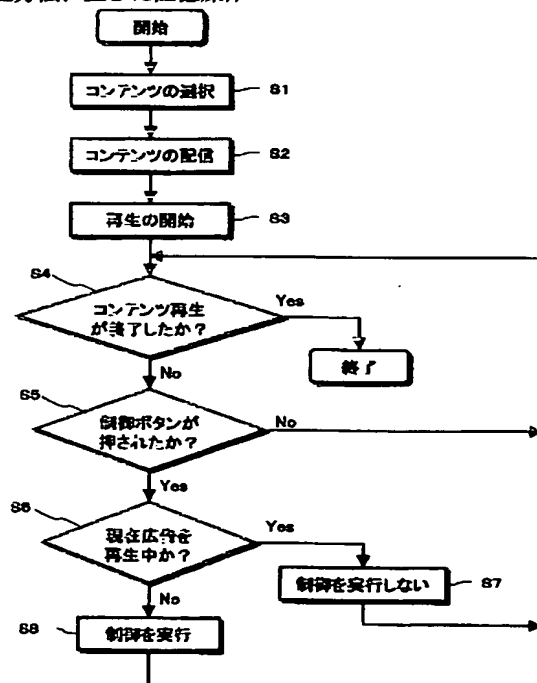 開始
コンテンツの選択
S1
コンテンツの配信
S2
再生の開始
S3
S4
コンテンツ再生
が終了したか？
Yes
終了
No
S5
制御ボタンが
押されたか？
No
Yes
S6
現在広告を
再生中か？
Yes
制御を実行しない
S7
No
S8
制御を実行